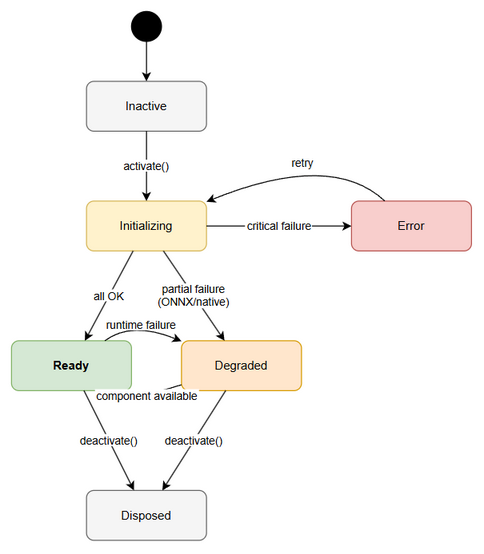 Inactive
activate()
retry
Initializing
critical failure
Error
all OK
partial failure
(ONNX/native)
runtime failure
Ready
Degraded
component available
deactivate()
deactivate()
Disposed